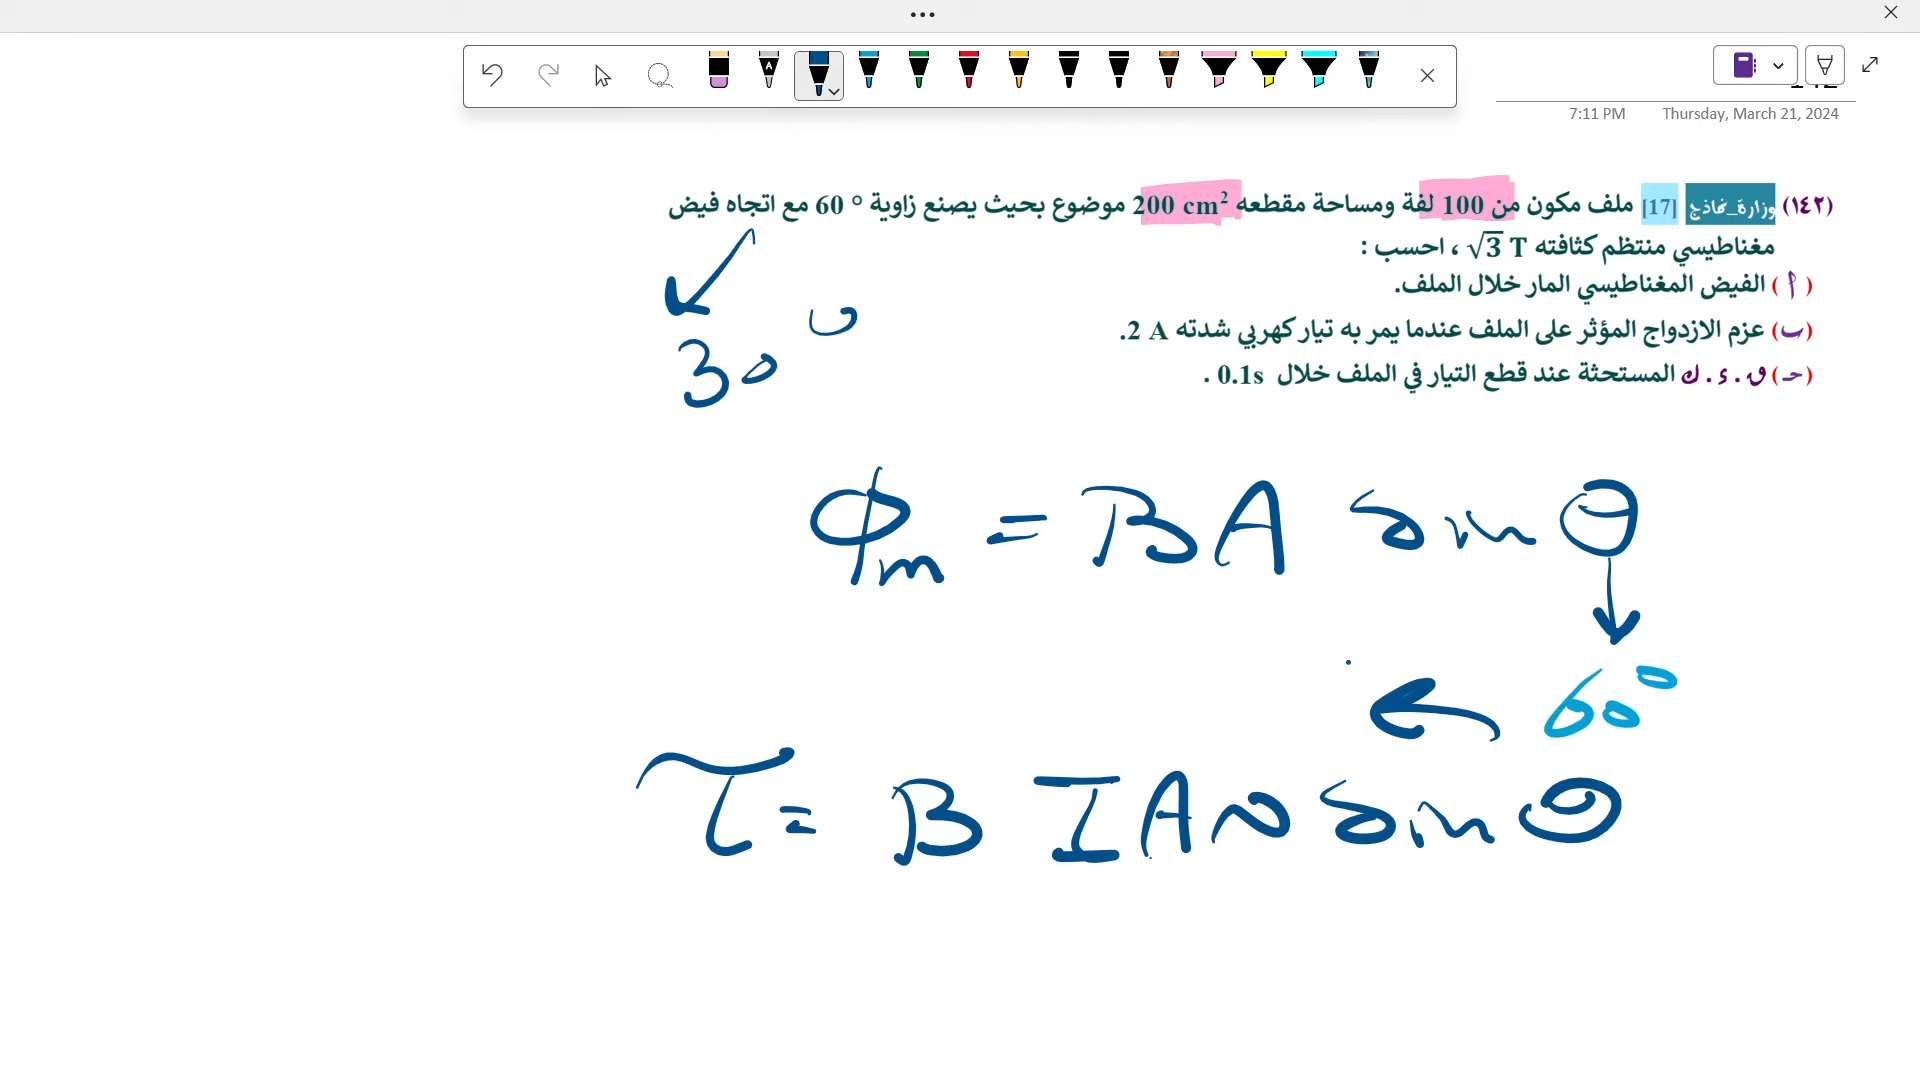 7:11 PM Thursday, March 21, 2024
(١٤٢) وزارة_نماذج [17] ملف مكون من 100 لفة ومساحة مقطعه 200 cm² موضوع بحيث يصنع زاوية 60 ° مع اتجاه فيض
مغناطيسي منتظم كثافته √3 T ، احسب :
( أ ) الفيض المغناطيسي المار خلال الملف.
(ب) عزم الازدواج المؤثر على الملف عندما يمر به تيار كهربي شدته 2 A.
(حـ) ق . ء . ك المستحثة عند قطع التيار في الملف خلال 0.1s .
30
ϕm = BA sin θ
60°
τ = B I A N sin θ